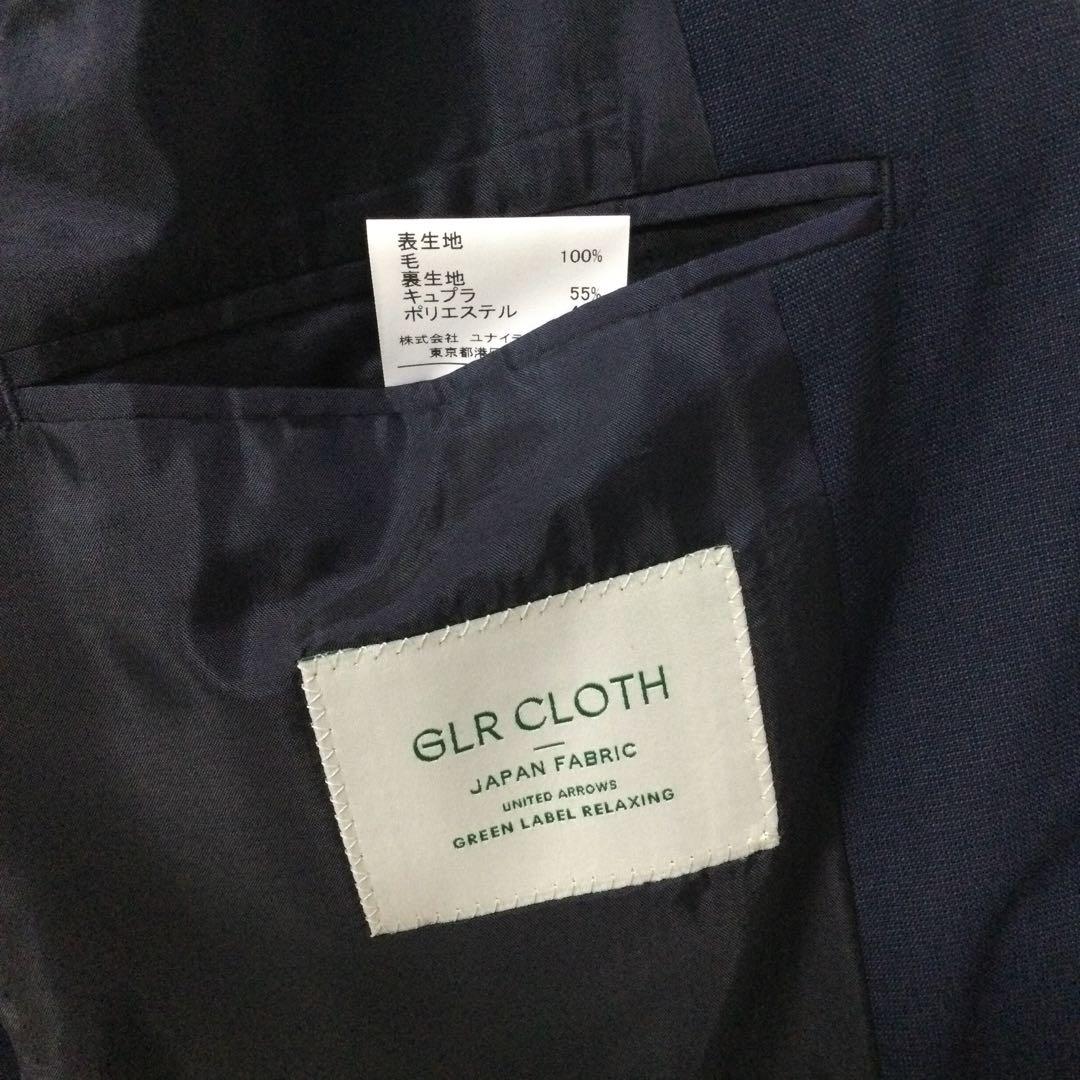 表生地
毛 100%
裏生地
キュプラ 55%
ポリエステル
株式会社 ユナイ
東京都港
GLR CLOTH
JAPAN FABRIC
UNITED ARROWS
GREEN LABEL RELAXING